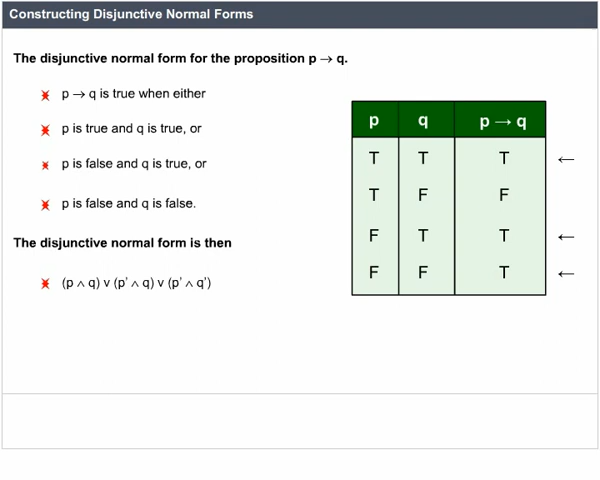 Constructing Disjunctive Normal Forms
The disjunctive normal form for the proposition p → q.
p → q is true when either
p is true and q is true, or
p is false and q is true, or
p is false and q is false.
The disjunctive normal form is then
(p ∧ q) v (p' ∧ q) v (p' ∧ q')
p q p → q
T T T ←
T F F
F T T ←
F F T ←